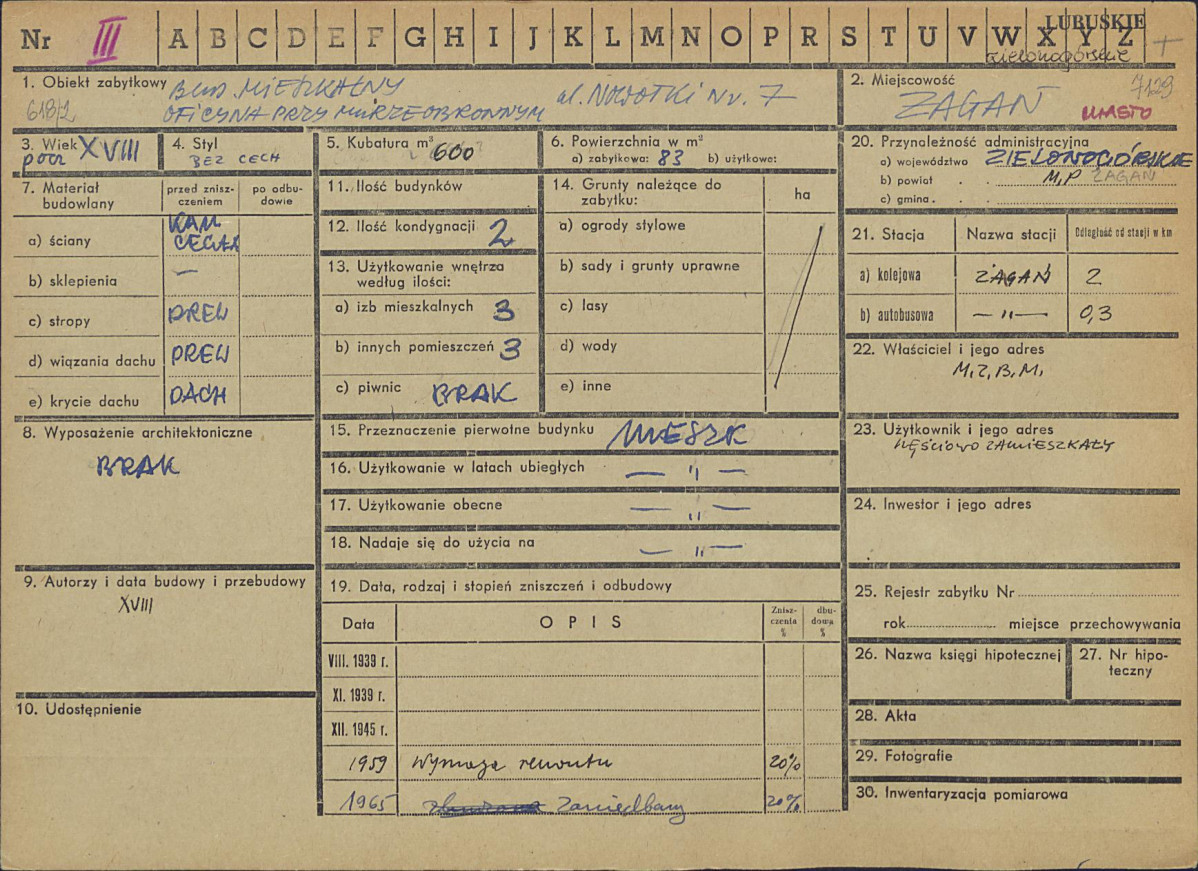 Nr III A B C D E F G H I J K L M N O P R S T U V W X Y Z
LUBUSKIE
zielonogórskie
1. Obiekt zabytkowy BUD. MIESZKALNY
618/2 OFICYNA PRZY MURZE OBRONNYM ul. NOWOTKI Nr. 7
2. Miejscowość 7129
ŻAGAŃ MIASTO
3. Wiek pocz XVIII
4. Styl
BEZ CECH
5. Kubatura m³ 600
6. Powierzchnia w m²
a) zabytkowa: 83 b) użytkowe:
7. Materiał budowlany
przed zniszczeniem
po odbudowie
a) ściany KAM CEGŁA
b) sklepienia —
c) stropy DREW
d) wiązania dachu DREW
e) krycie dachu DACH
8. Wyposażenie architektoniczne
BRAK
9. Autorzy i data budowy i przebudowy
XVIII
10. Udostępnienie
11. Ilość budynków
12. Ilość kondygnacji 2
13. Użytkowanie wnętrza
według ilości:
a) izb mieszkalnych 3
b) innych pomieszczeń 3
c) piwnic BRAK
14. Grunty należące do
zabytku:
ha
a) ogrody stylowe
b) sady i grunty uprawne
c) lasy
d) wody
e) inne
15. Przeznaczenie pierwotne budynku MIESZK
16. Użytkowanie w latach ubiegłych — " —
17. Użytkowanie obecne — " —
18. Nadaje się do użycia na — " —
19. Data, rodzaj i stopień zniszczeń i odbudowy
Data OPIS Zniszczenia % dbudowa %
VIII. 1939 r.
XI. 1939 r.
XII. 1945 r.
1959 Wymaga remontu 20%
1965 Zaniedbany 20%
20. Przynależność administracyjna
a) województwo ZIELONOGÓRSKIE
b) powiat M,P ŻAGAŃ
c) gmina
21. Stacja Nazwa stacji Odległość od stacji w km
a) kolejowa ŻAGAŃ 2
b) autobusowa — " — 0,3
22. Właściciel i jego adres
M.Z.B.M.
23. Użytkownik i jego adres
CZĘŚCIOWO ZAMIESZKAŁY
24. Inwestor i jego adres
25. Rejestr zabytku Nr
rok miejsce przechowywania
26. Nazwa księgi hipotecznej
27. Nr hipoteczny
28. Akta
29. Fotografie
30. Inwentaryzacja pomiarowa